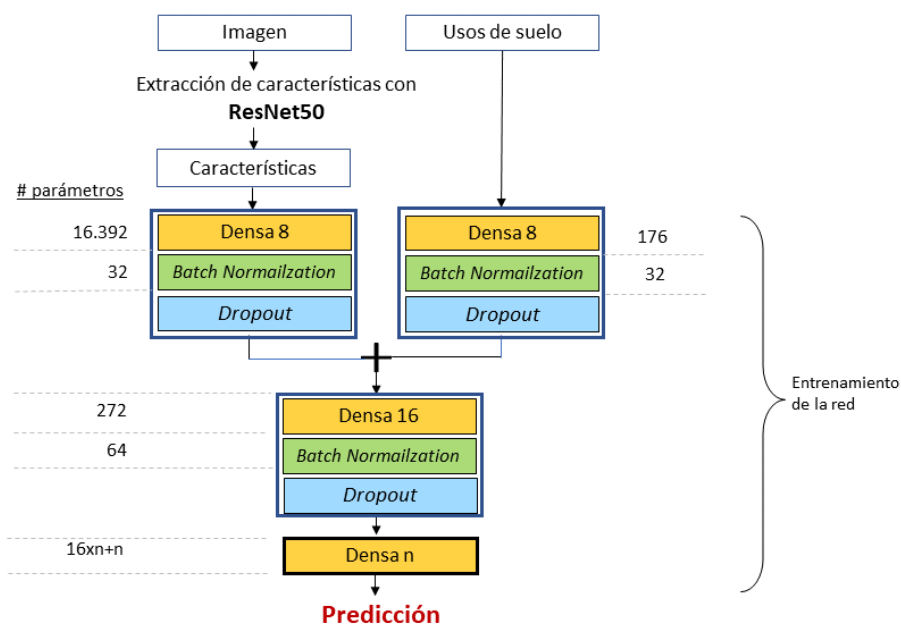 Imagen
Usos de suelo
Extracción de características con
ResNet50
Características
# parámetros
16.392
Densa 8
Densa 8
176
32
Batch Normailzation
Batch Normailzation
32
Dropout
Dropout
+
Entrenamiento
de la red
272
Densa 16
64
Batch Normailzation
Dropout
16xn+n
Densa n
Predicción